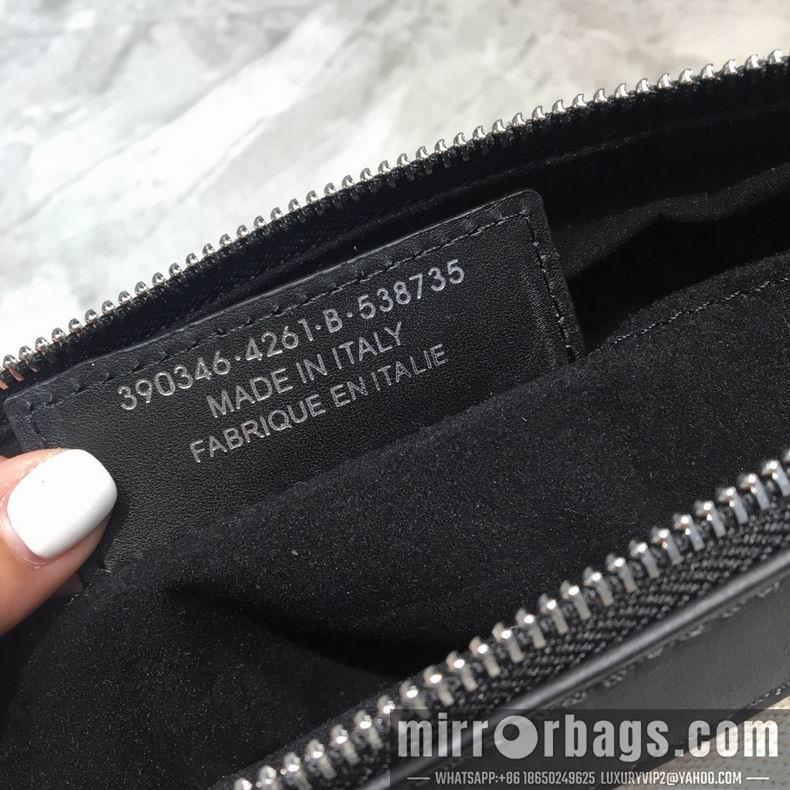 390346·4261·B·538735
MADE IN ITALY
FABRIQUE EN ITALIE
mirrorbags.com
WHATSAPP:+86 18650249625 LUXURYVIP2@YAHOO.COM